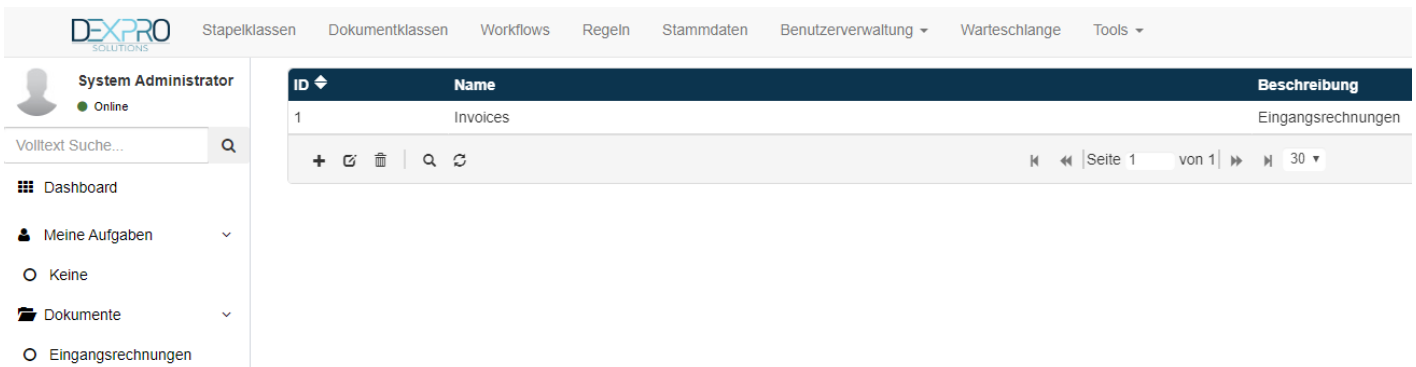 DEXPRO SOLUTIONS Stapelklassen Dokumentklassen Workflows Regeln Stammdaten Benutzerverwaltung Warteschlange Tools
System Administrator
Online
Volltext Suche...
Dashboard
Meine Aufgaben
Keine
Dokumente
Eingangsrechnungen
ID Name Beschreibung
1 Invoices Eingangsrechnungen
Seite 1 von 1 30